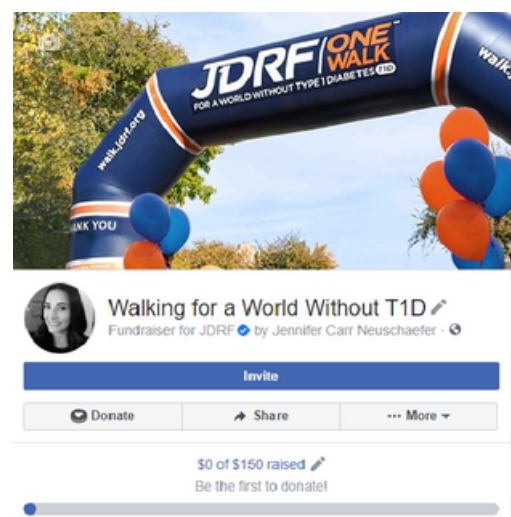 JDRF ONE
WALK
FOR A WORLD WITHOUT TYPE 1 DIABETES T1D
walk.jdrf.org
walk.
ANK YOU
Walking for a World Without T1D
Fundraiser for JDRF by Jennifer Carr Neuschaefer ·
Invite
Donate
Share
··· More
$0 of $150 raised
Be the first to donate!